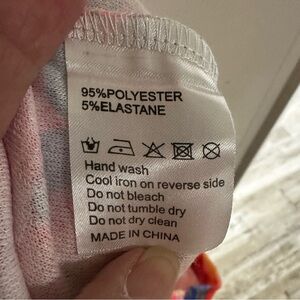 95%POLYESTER
5%ELASTANE
Hand wash
Cool iron on reverse side
Do not bleach
Do not tumble dry
Do not dry clean
MADE IN CHINA